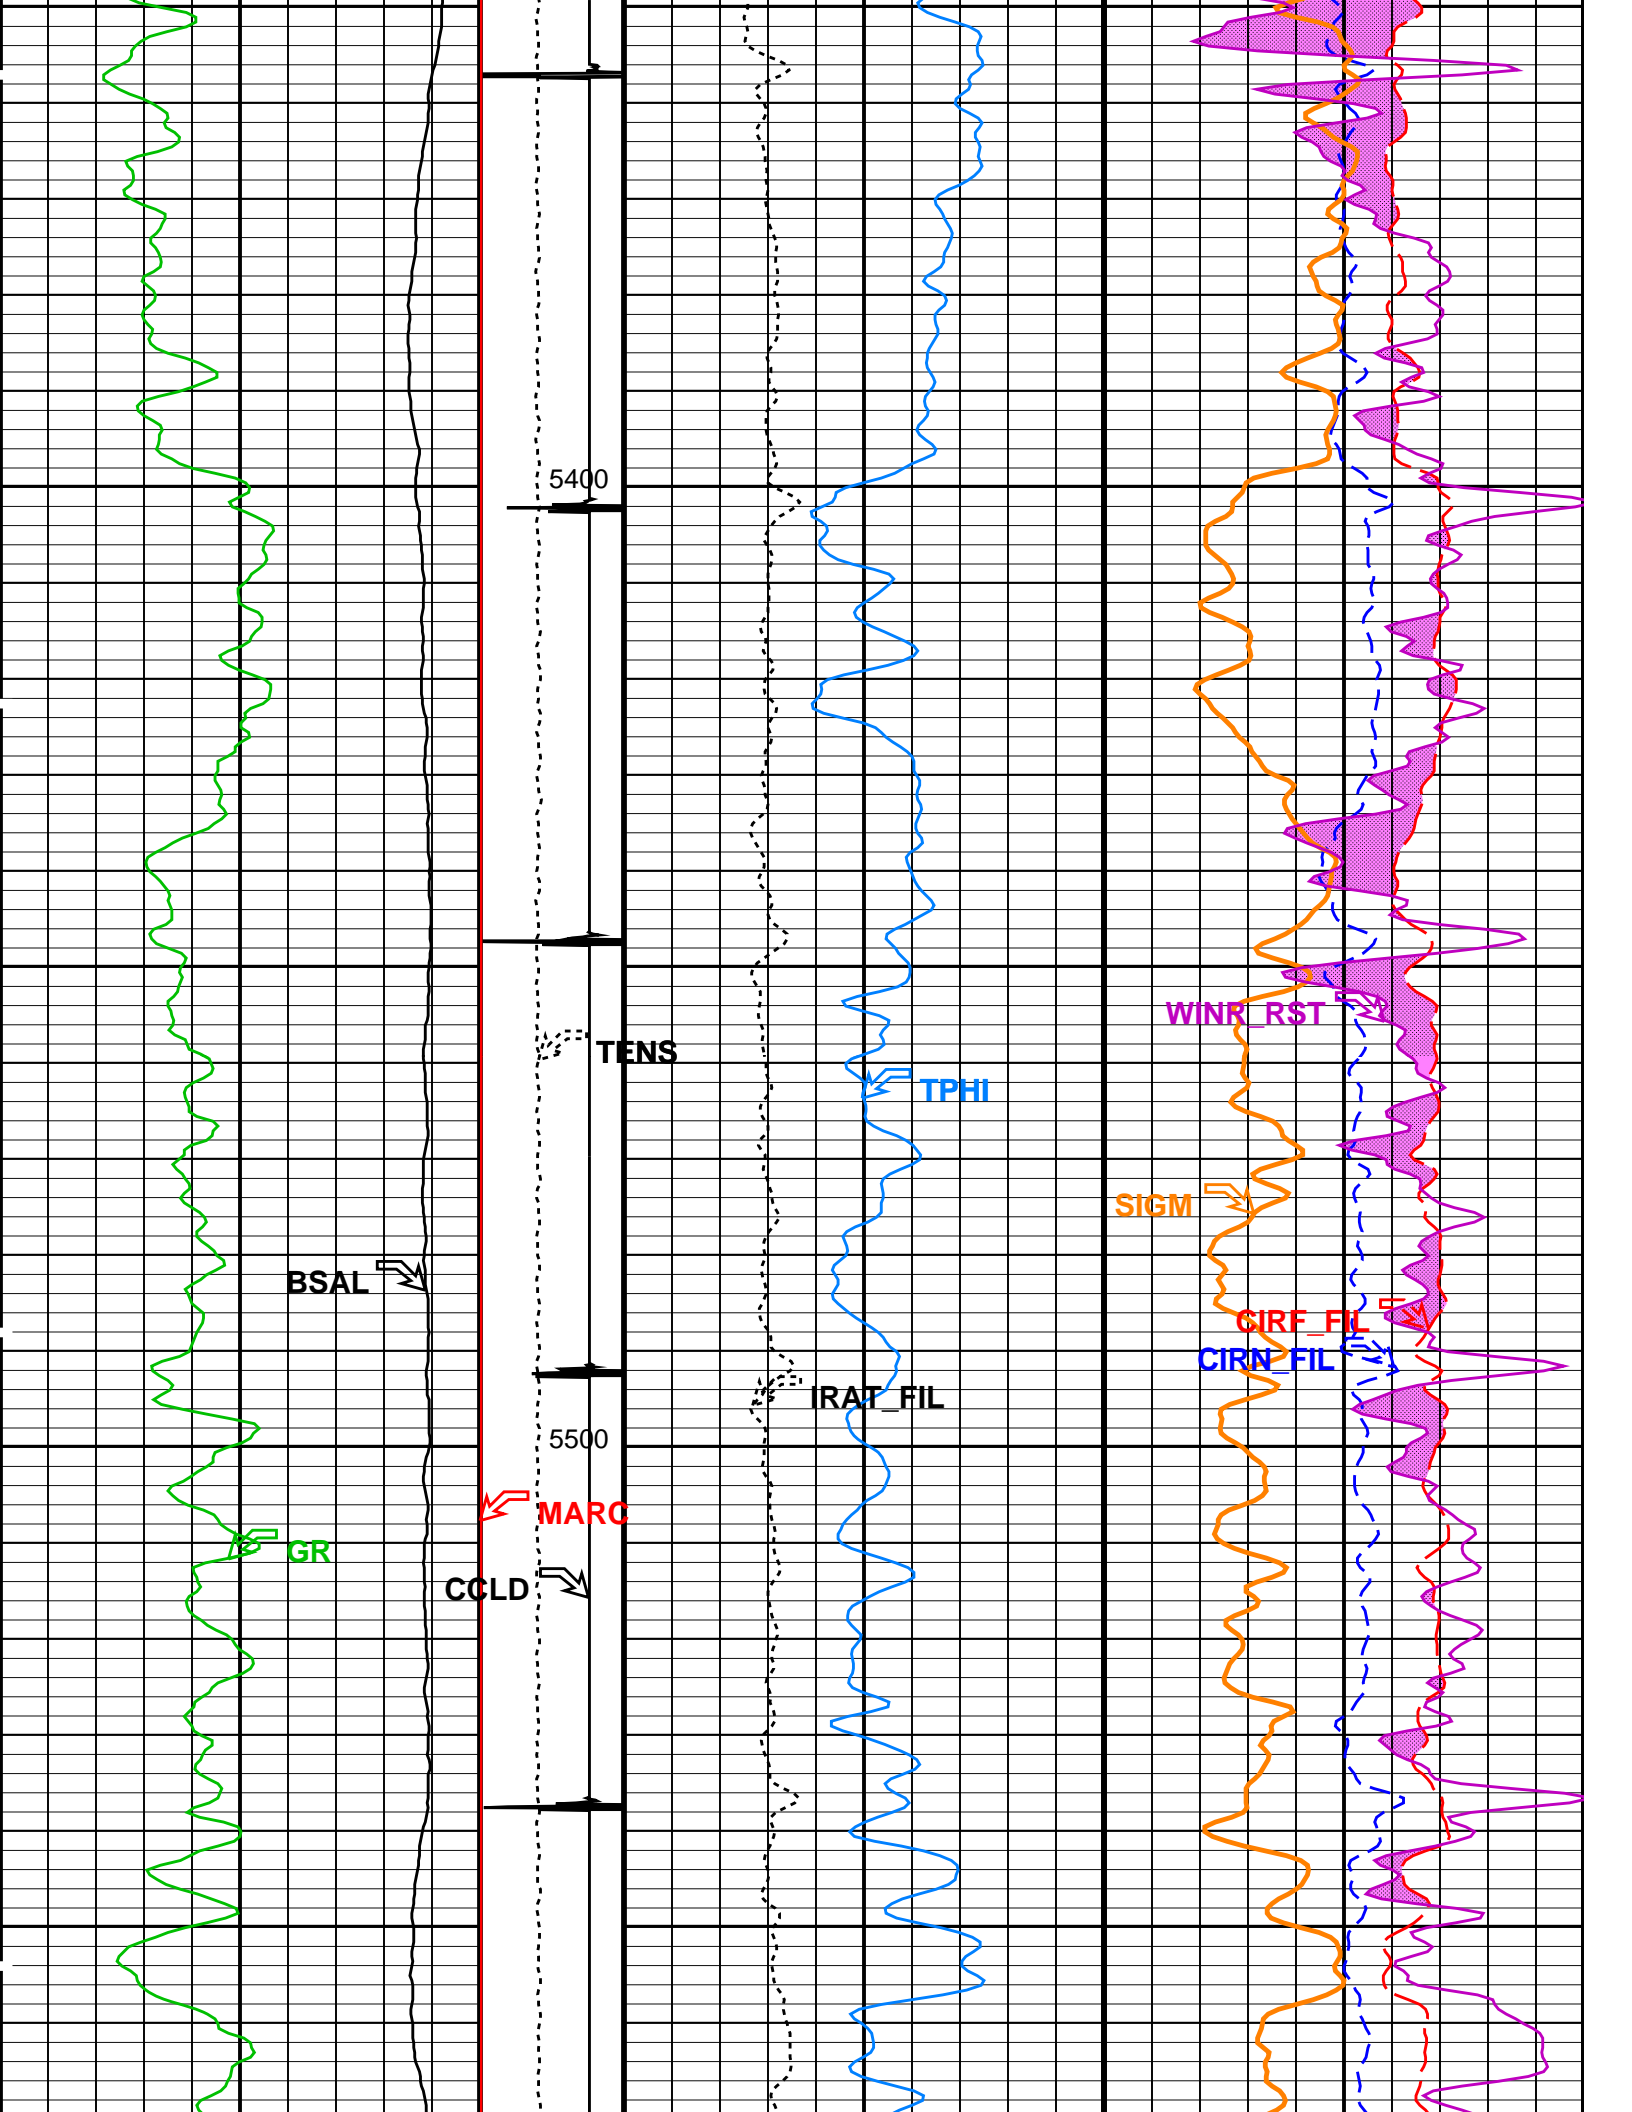 5400
WINR_RST
TENS
TPHI
SIGM
BSAL
CIRF_FIL
CIRN_FIL
IRAT_FIL
5500
MARC
GR
CCLD